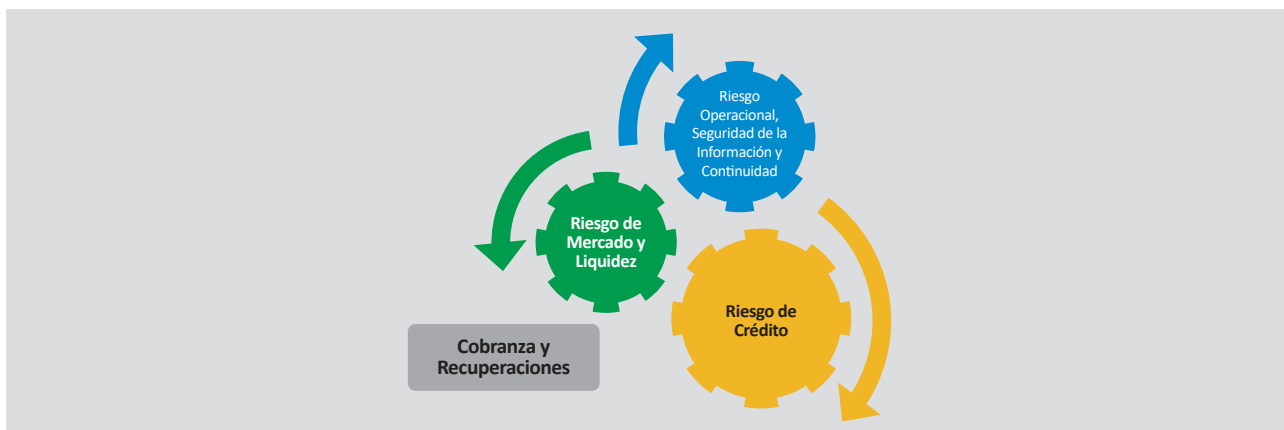 Riesgo
Operacional,
Seguridad de la
Información y
Continuidad
Riesgo de
Mercado y
Liquidez
Riesgo de
Crédito
Cobranza y
Recuperaciones